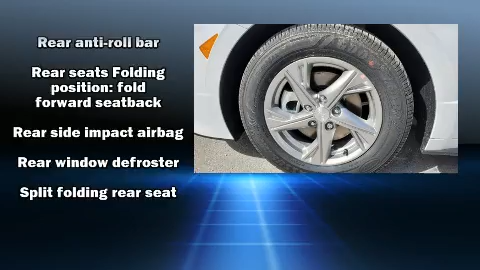 Rear anti-roll bar
Rear seats Folding
position: fold
forward seatback
Rear side impact airbag
Rear window defroster
Split folding rear seat